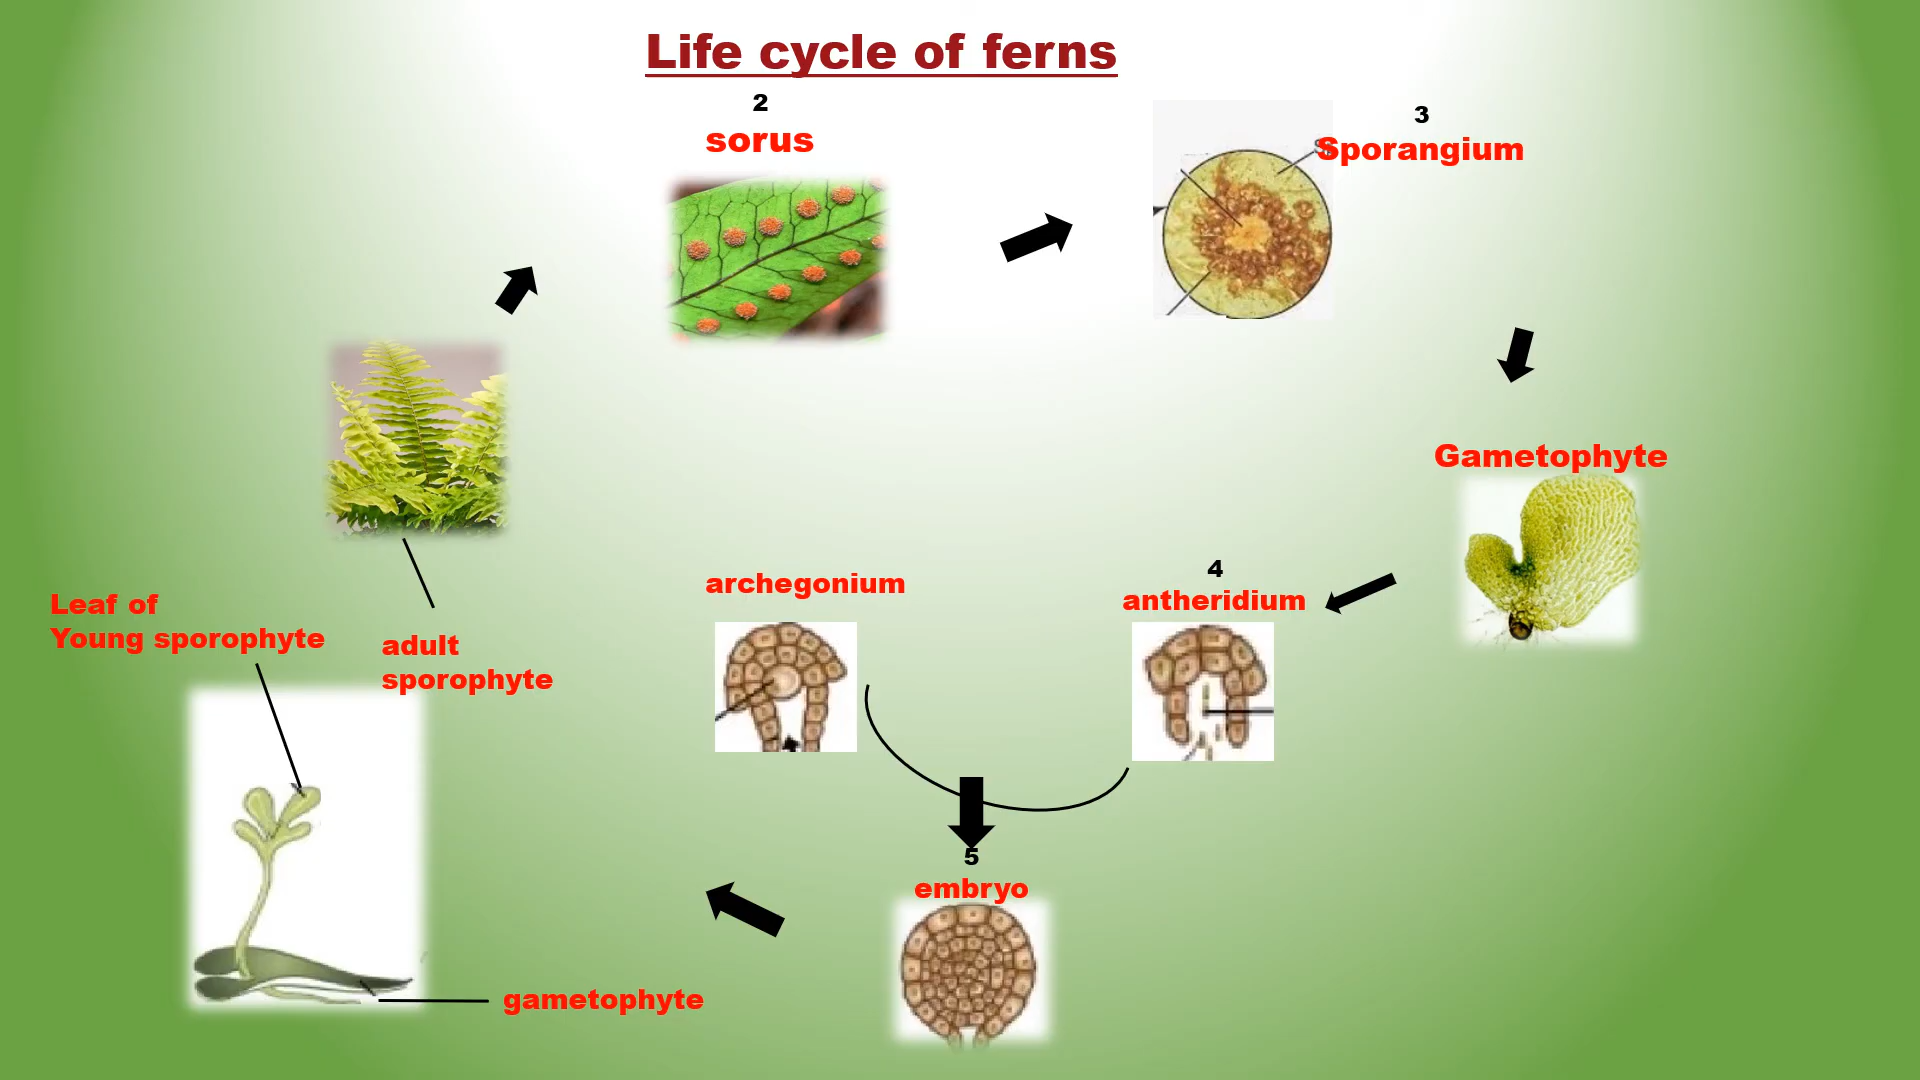 Life cycle of ferns
2
sorus
3
Sporangium
Gametophyte
4
antheridium
archegonium
Leaf of
Young sporophyte
adult
sporophyte
5
embryo
gametophyte